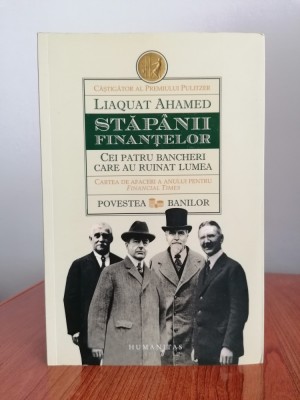 CÂȘTIGĂTOR AL PREMIULUI PULITZER
LIAQUAT AHAMED
STĂPÂNII
FINANȚELOR
CEI PATRU BANCHERI
CARE AU RUINAT LUMEA
CARTEA DE AFACERI A ANULUI PENTRU
FINANCIAL TIMES
POVESTEA BANILOR
HUMANITAS